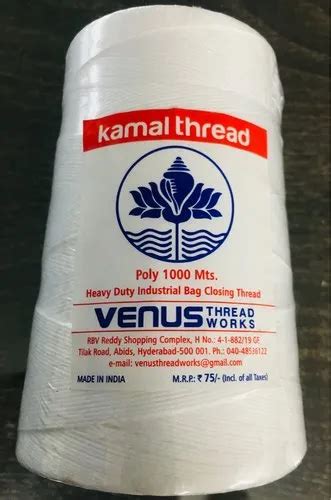 kamal thread
Poly 1000 Mts.
Heavy Duty Industrial Bag Closing Thread
VENUS THREAD WORKS
RBV Reddy Shopping Complex, H No.: 4-1-882/19 GF
Tilak Road, Abids, Hyderabad-500 001. Ph.: 040-48536122
e-mail: venusthreadworks@gmail.com
MADE IN INDIA M.R.P.: ₹ 75/- (Incl. of all Taxes)